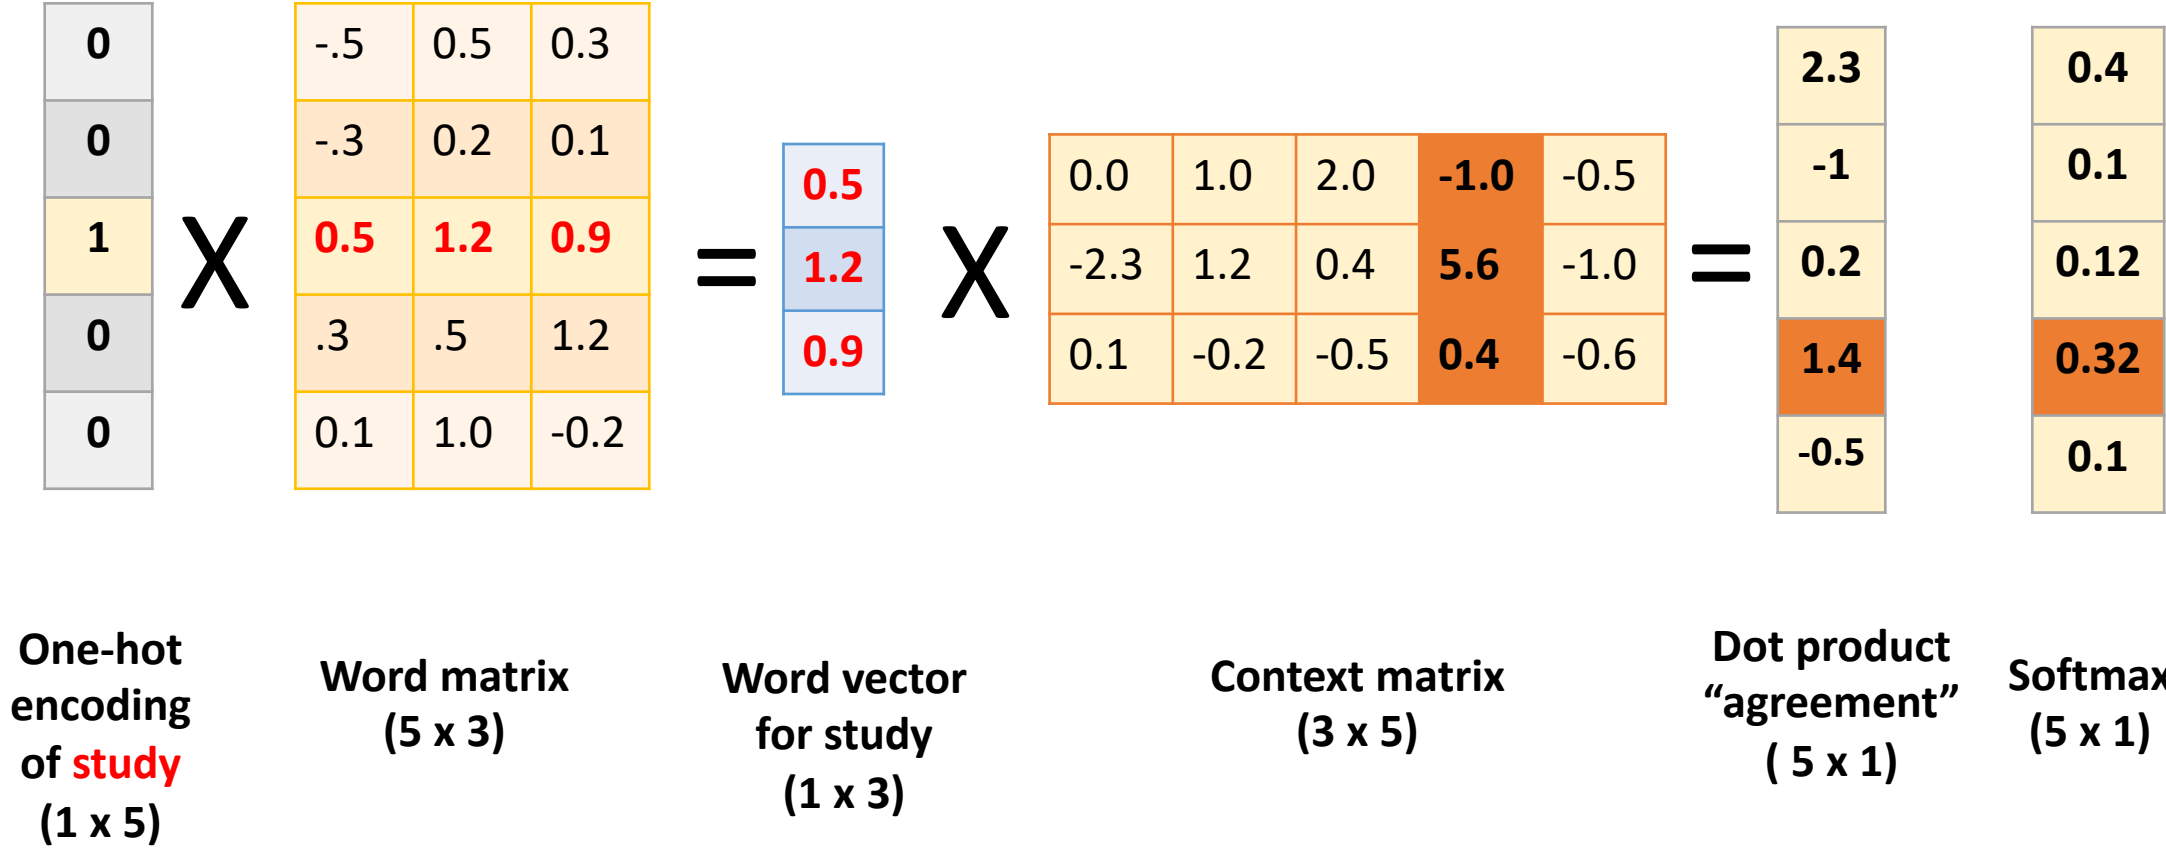 0
0
1
0
0
X
-.5 0.5 0.3
-.3 0.2 0.1
0.5 1.2 0.9
.3 .5 1.2
0.1 1.0 -0.2
=
0.5
1.2
0.9
X
0.0 1.0 2.0 -1.0 -0.5
-2.3 1.2 0.4 5.6 -1.0
0.1 -0.2 -0.5 0.4 -0.6
=
2.3
-1
0.2
1.4
-0.5
0.4
0.1
0.12
0.32
0.1
One-hot
encoding
of study
(1 x 5)
Word matrix
(5 x 3)
Word vector
for study
(1 x 3)
Context matrix
(3 x 5)
Dot product
“agreement”
( 5 x 1)
Softmax
(5 x 1)